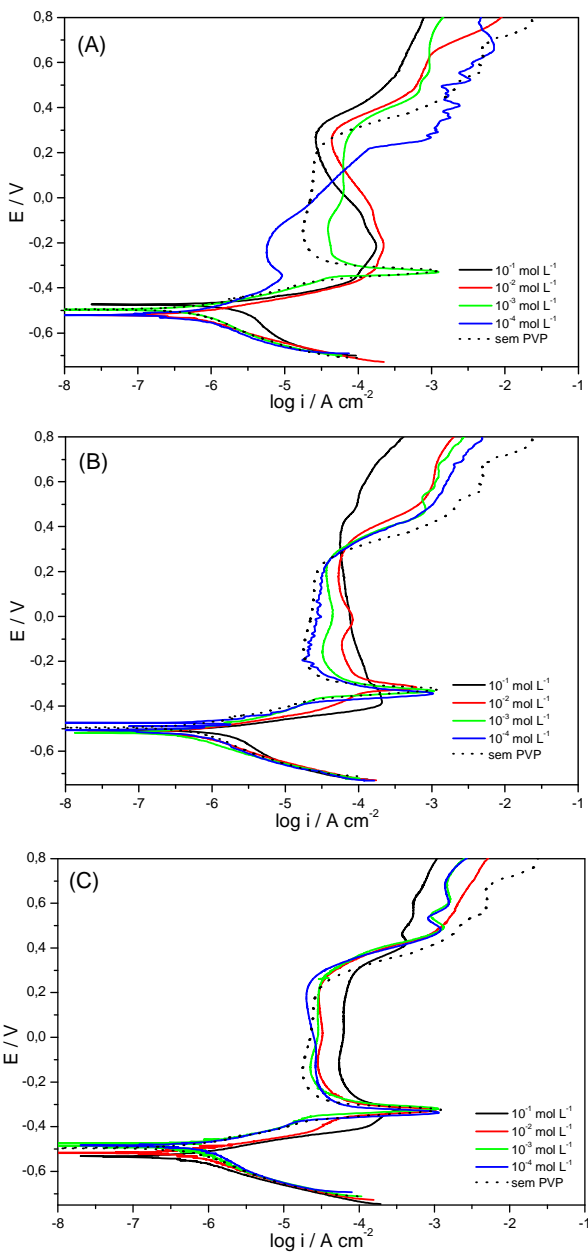 (A)
0,8
0,6
0,4
0,2
0,0
-0,2
-0,4
-0,6
E / V
10⁻¹ mol L⁻¹
10⁻² mol L⁻¹
10⁻³ mol L⁻¹
10⁻⁴ mol L⁻¹
sem PVP
-8 -7 -6 -5 -4 -3 -2 -1
log i / A cm⁻²
(B)
0,8
0,6
0,4
0,2
0,0
-0,2
-0,4
-0,6
E / V
10⁻¹ mol L⁻¹
10⁻² mol L⁻¹
10⁻³ mol L⁻¹
10⁻⁴ mol L⁻¹
sem PVP
-8 -7 -6 -5 -4 -3 -2 -1
log i / A cm⁻²
(C)
0,8
0,6
0,4
0,2
0,0
-0,2
-0,4
-0,6
E / V
10⁻¹ mol L⁻¹
10⁻² mol L⁻¹
10⁻³ mol L⁻¹
10⁻⁴ mol L⁻¹
sem PVP
-8 -7 -6 -5 -4 -3 -2 -1
log i / A cm⁻²